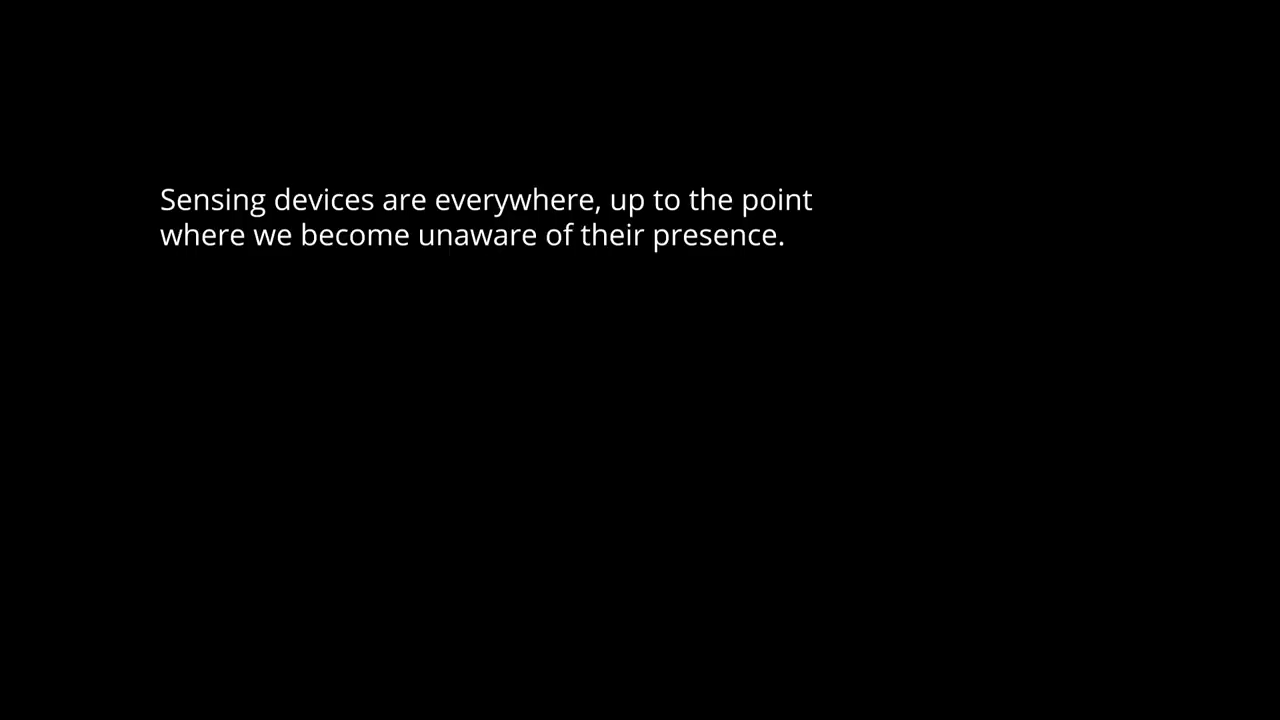 Sensing devices are everywhere, up to the point
where we become unaware of their presence.